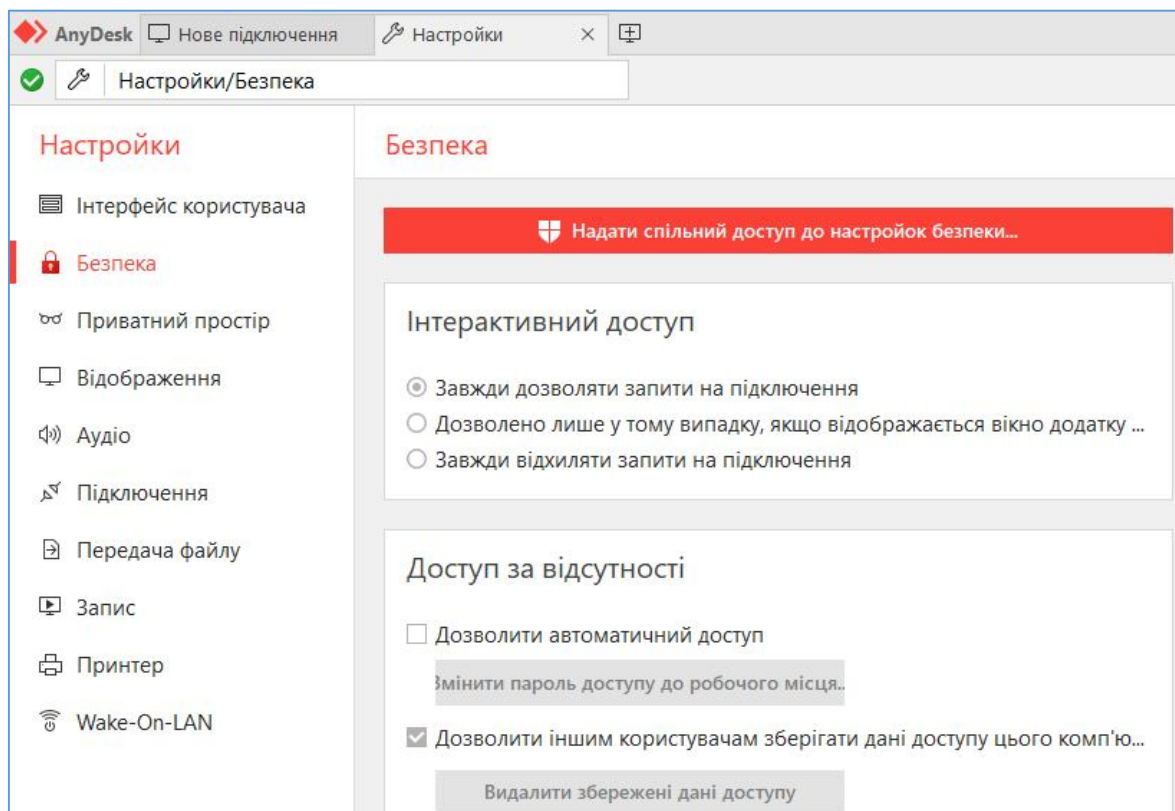 AnyDesk Нове підключення Настройки
Настройки/Безпека
Настройки
Інтерфейс користувача
Безпека
Приватний простір
Відображення
Аудіо
Підключення
Передача файлу
Запис
Принтер
Wake-On-LAN
Безпека
Надати спільний доступ до настройок безпеки...
Інтерактивний доступ
Завжди дозволяти запити на підключення
Дозволено лише у тому випадку, якщо відображається вікно додатку ...
Завжди відхиляти запити на підключення
Доступ за відсутності
Дозволити автоматичний доступ
Змінити пароль доступу до робочого місця..
Дозволити іншим користувачам зберігати дані доступу цього комп'ю...
Видалити збережені дані доступу